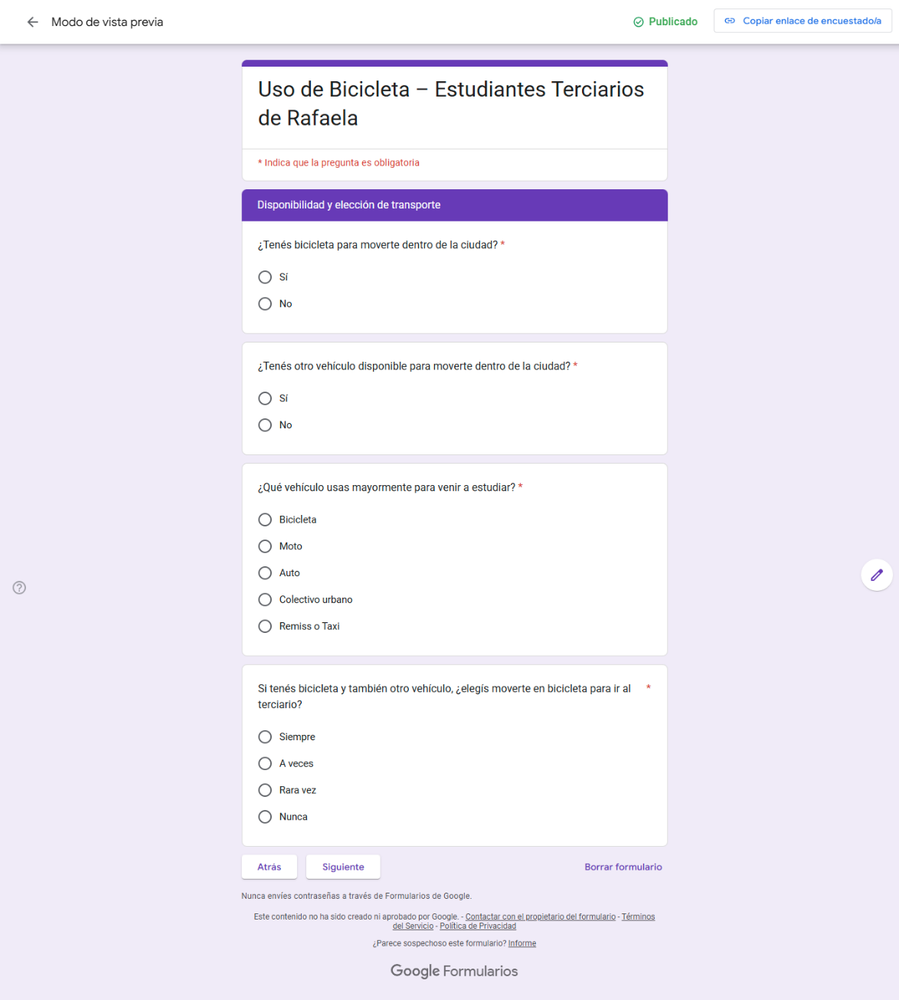 Modo de vista previa
Publicado
Copiar enlace de encuestado/a
Uso de Bicicleta – Estudiantes Terciarios
de Rafaela
* Indica que la pregunta es obligatoria
Disponibilidad y elección de transporte
¿Tenés bicicleta para moverte dentro de la ciudad? *
Sí
No
¿Tenés otro vehículo disponible para moverte dentro de la ciudad? *
Sí
No
¿Qué vehículo usas mayormente para venir a estudiar? *
Bicicleta
Moto
Auto
Colectivo urbano
Remiss o Taxi
Si tenés bicicleta y también otro vehículo, ¿elegís moverte en bicicleta para ir al *
terciario?
Siempre
A veces
Rara vez
Nunca
Atrás
Siguiente
Borrar formulario
Nunca envíes contraseñas a través de Formularios de Google.
Este contenido no ha sido creado ni aprobado por Google. - Contactar con el propietario del formulario - Términos
del Servicio - Política de Privacidad
¿Parece sospechoso este formulario? Informe
Google Formularios